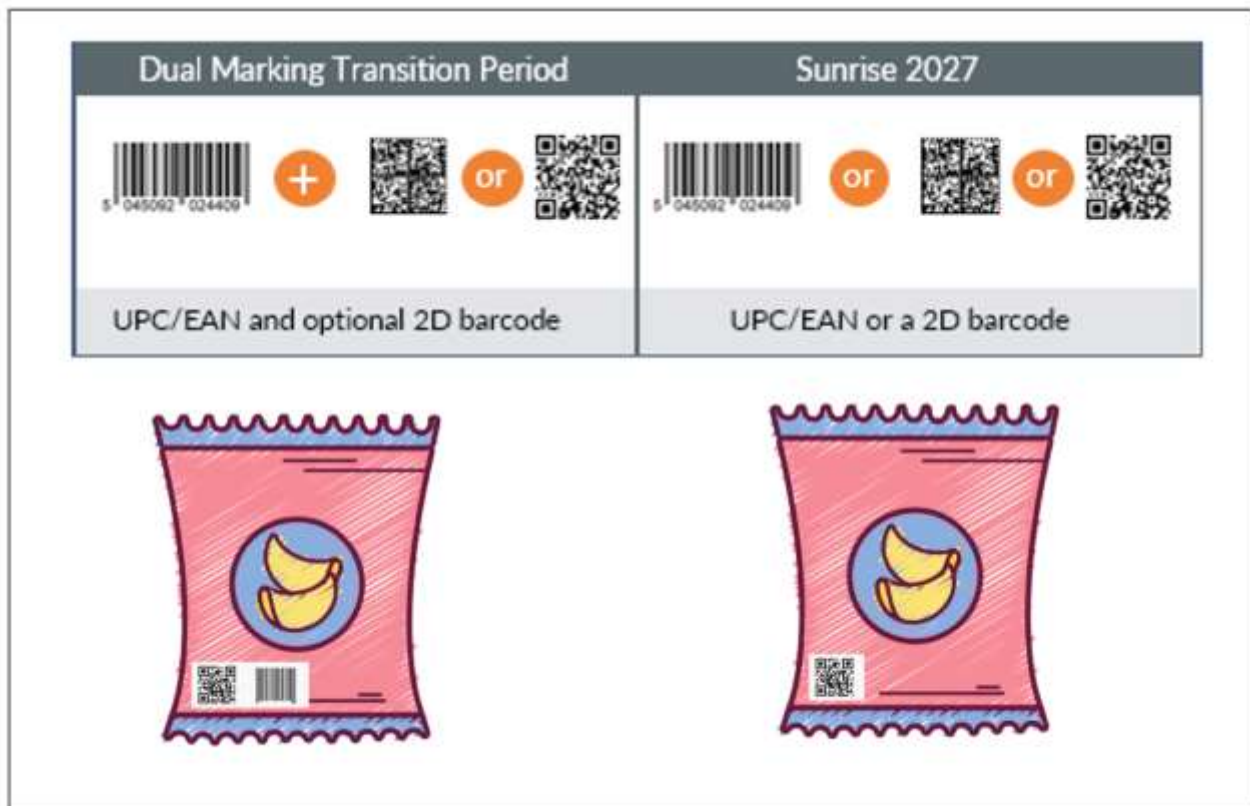 Dual Marking Transition Period
Sunrise 2027
+
or
or
or
5 045092 024409
5 045092 024409
UPC/EAN and optional 2D barcode
UPC/EAN or a 2D barcode